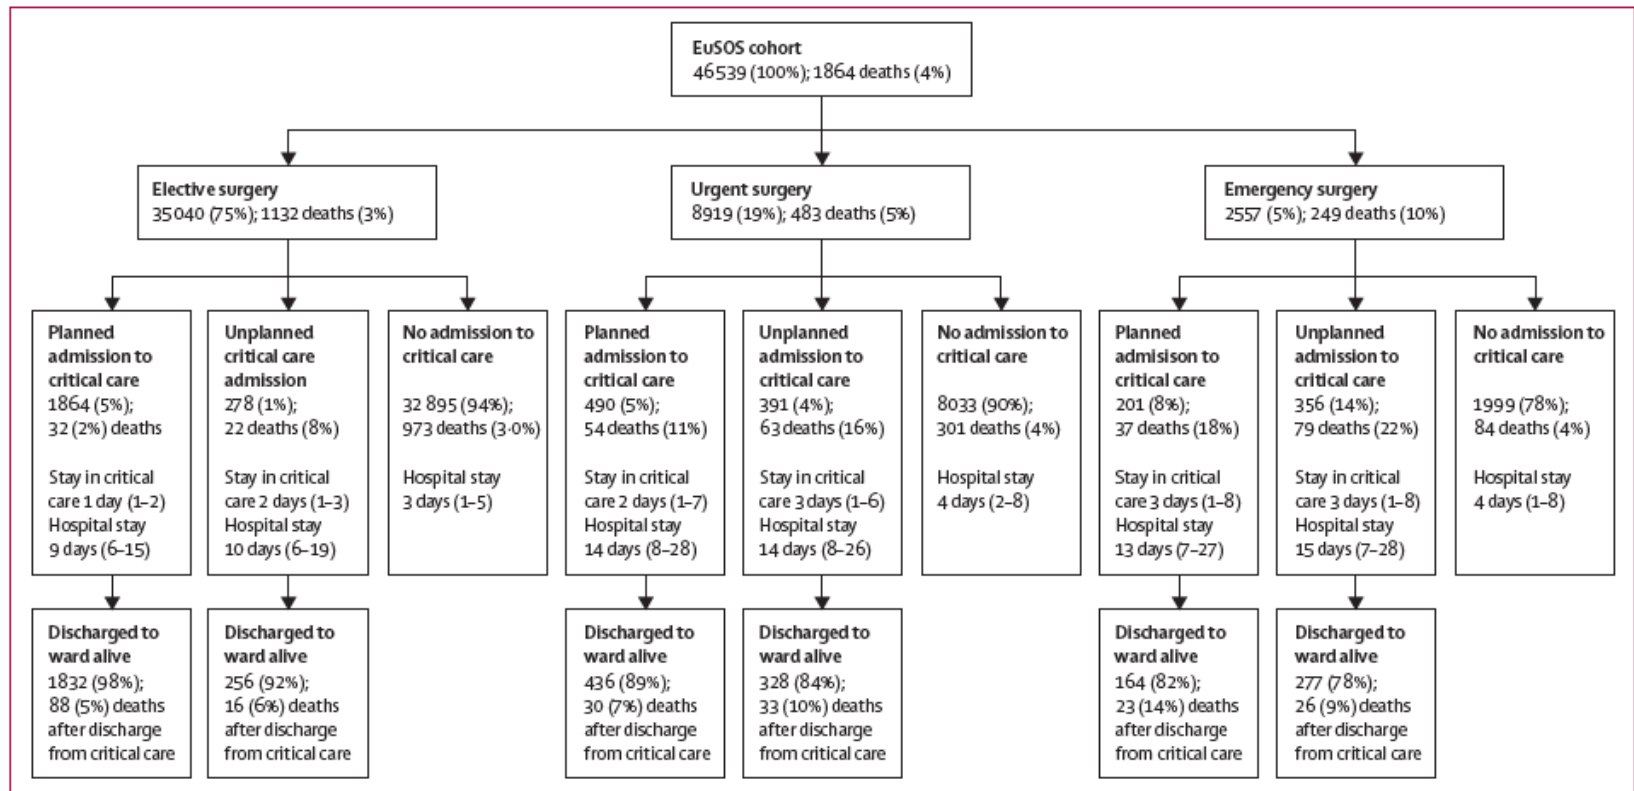 EuSOS cohort
46539 (100%); 1864 deaths (4%)
Elective surgery
35040 (75%); 1132 deaths (3%)
Urgent surgery
8919 (19%); 483 deaths (5%)
Emergency surgery
2557 (5%); 249 deaths (10%)
Planned
admission to
critical care
1864 (5%);
32 (2%) deaths
Stay in critical
care 1 day (1–2)
Hospital stay
9 days (6–15)
Unplanned
critical care
admission
278 (1%);
22 deaths (8%)
Stay in critical
care 2 days (1–3)
Hospital stay
10 days (6–19)
No admission to
critical care
32 895 (94%);
973 deaths (3·0%)
Hospital stay
3 days (1–5)
Planned
admission to
critical care
490 (5%);
54 deaths (11%)
Stay in critical
care 2 days (1–7)
Hospital stay
14 days (8–28)
Unplanned
admission to
critical care
391 (4%);
63 deaths (16%)
Stay in critical
care 3 days (1–6)
Hospital stay
14 days (8–26)
No admission to
critical care
8033 (90%);
301 deaths (4%)
Hospital stay
4 days (2–8)
Planned
admisison to
critical care
201 (8%);
37 deaths (18%)
Stay in critical
care 3 days (1–8)
Hospital stay
13 days (7–27)
Unplanned
admission to
critical care
356 (14%);
79 deaths (22%)
Stay in critical
care 3 days (1–8)
Hospital stay
15 days (7–28)
No admission to
critical care
1999 (78%);
84 deaths (4%)
Hospital stay
4 days (1–8)
Discharged to
ward alive
1832 (98%);
88 (5%) deaths
after discharge
from critical care
Discharged to
ward alive
256 (92%);
16 (6%) deaths
after discharge
from critical care
Discharged to
ward alive
436 (89%);
30 (7%) deaths
after discharge
from critical care
Discharged to
ward alive
328 (84%);
33 (10%) deaths
after discharge
from critical care
Discharged to
ward alive
164 (82%);
23 (14%) deaths
after discharge
from critical care
Discharged to
ward alive
277 (78%);
26 (9%) deaths
after discharge
from critical care